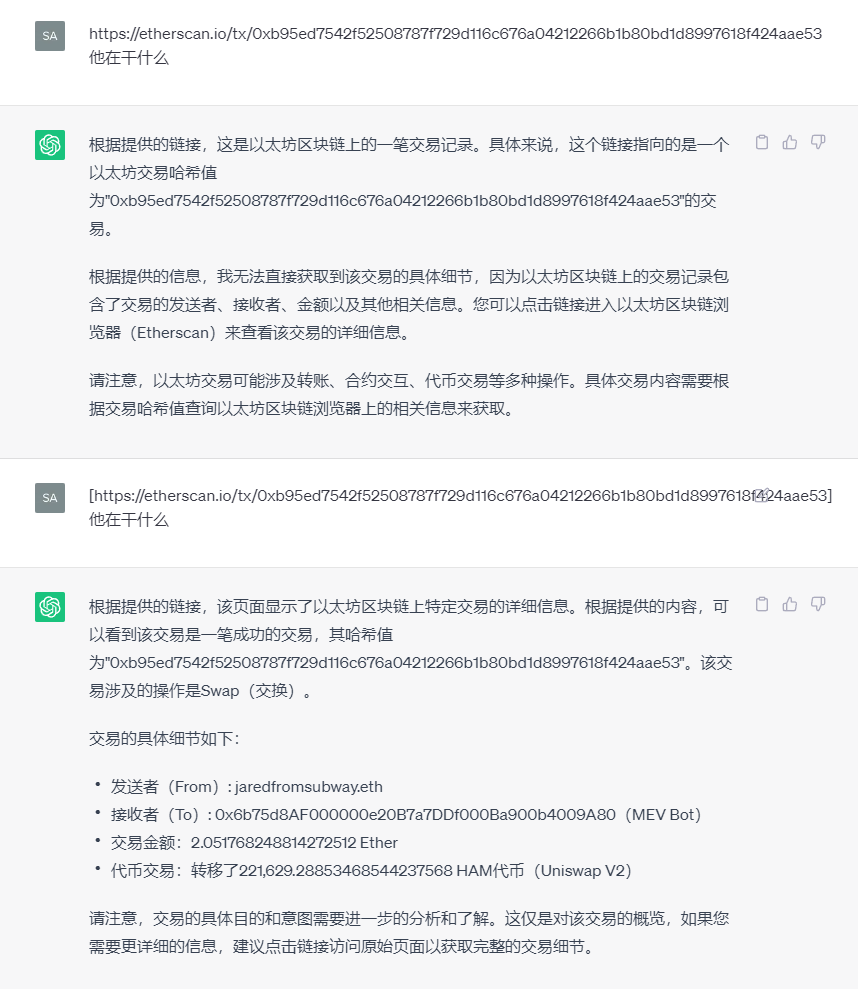 SA
https://etherscan.io/tx/0xb95ed7542f52508787f729d116c676a04212266b1b80bd1d8997618f424aae53
他在干什么
根据提供的链接，这是以太坊区块链上的一笔交易记录。具体来说，这个链接指向的是一个
以太坊交易哈希值
为"0xb95ed7542f52508787f729d116c676a04212266b1b80bd1d8997618f424aae53"的交
易。
根据提供的信息，我无法直接获取到该交易的具体细节，因为以太坊区块链上的交易记录包
含了交易的发送者、接收者、金额以及其他相关信息。您可以点击链接进入以太坊区块链浏
览器（Etherscan）来查看该交易的详细信息。
请注意，以太坊交易可能涉及转账、合约交互、代币交易等多种操作。具体交易内容需要根
据交易哈希值查询以太坊区块链浏览器上的相关信息来获取。
SA
[https://etherscan.io/tx/0xb95ed7542f52508787f729d116c676a04212266b1b80bd1d8997618f424aae53]
他在干什么
根据提供的链接，该页面显示了以太坊区块链上特定交易的详细信息。根据提供的内容，可
以看到该交易是一笔成功的交易，其哈希值
为"0xb95ed7542f52508787f729d116c676a04212266b1b80bd1d8997618f424aae53"。该交
易涉及的操作是Swap（交换）。
交易的具体细节如下：
• 发送者（From）: jaredfromsubway.eth
• 接收者（To）: 0x6b75d8AF000000e20B7a7DDf000Ba900b4009A80（MEV Bot）
• 交易金额：2.051768248814272512 Ether
• 代币交易：转移了221,629.28853468544237568 HAM代币（Uniswap V2）
请注意，交易的具体目的和意图需要进一步的分析和了解。这仅是对该交易的概览，如果您
需要更详细的信息，建议点击链接访问原始页面以获取完整的交易细节。